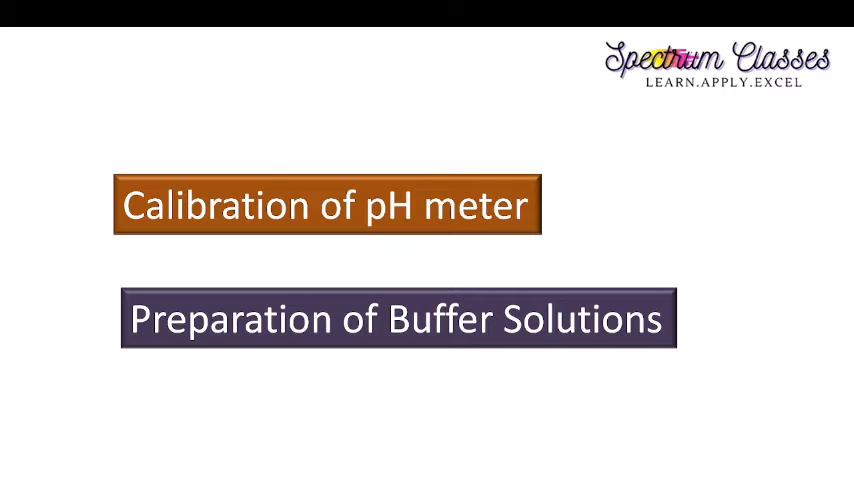 Spectrum Classes
LEARN.APPLY.EXCEL
Calibration of pH meter
Preparation of Buffer Solutions